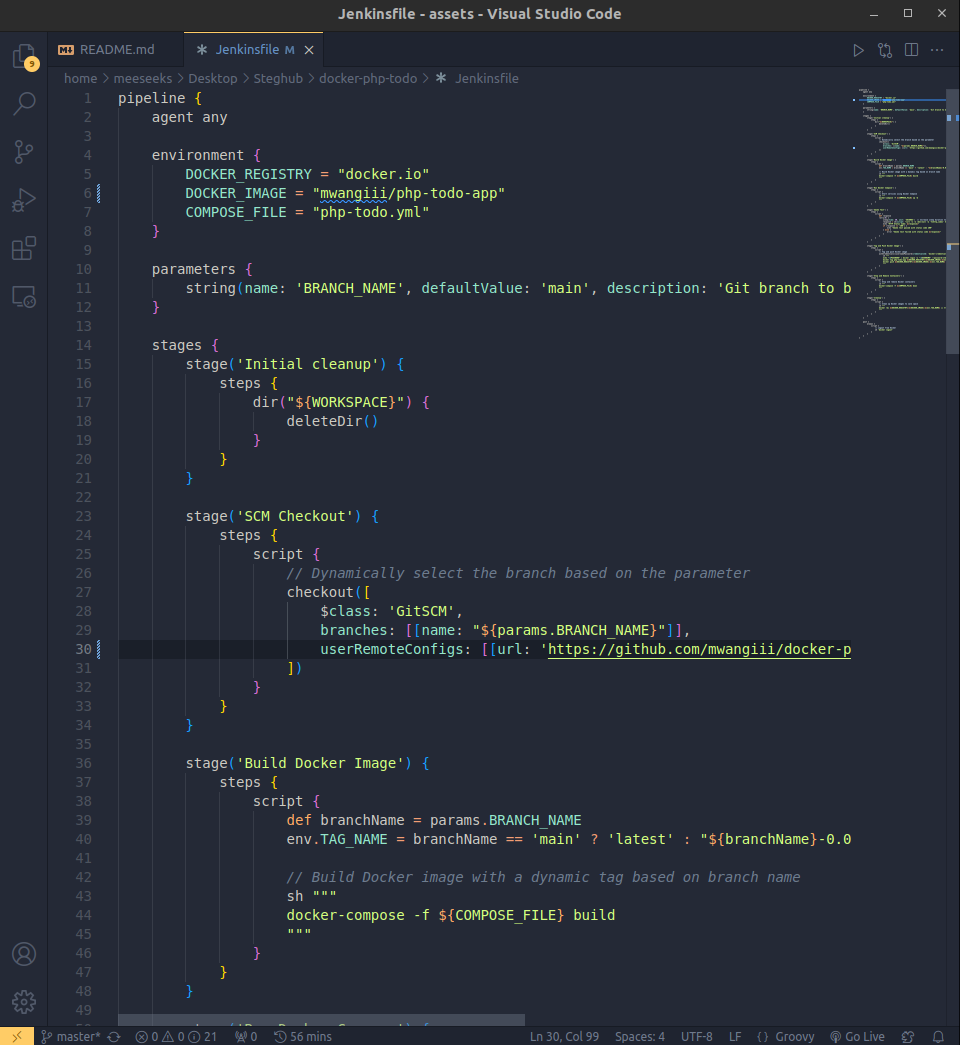 Jenkinsfile - assets - Visual Studio Code
README.md
Jenkinsfile M
home > meeseeks > Desktop > Steghub > docker-php-todo > Jenkinsfile
9
1 pipeline {
2 agent any
3
4 environment {
5 DOCKER_REGISTRY = "docker.io"
6 DOCKER_IMAGE = "mwangiii/php-todo-app"
7 COMPOSE_FILE = "php-todo.yml"
8 }
9
10 parameters {
11 string(name: 'BRANCH_NAME', defaultValue: 'main', description: 'Git branch to b
12 }
13
14 stages {
15 stage('Initial cleanup') {
16 steps {
17 dir("${WORKSPACE}") {
18 deleteDir()
19 }
20 }
21 }
22
23 stage('SCM Checkout') {
24 steps {
25 script {
26 // Dynamically select the branch based on the parameter
27 checkout([
28 $class: 'GitSCM',
29 branches: [[name: "${params.BRANCH_NAME}"]],
30 userRemoteConfigs: [[url: 'https://github.com/mwangiii/docker-p
31 ])
32 }
33 }
34 }
35
36 stage('Build Docker Image') {
37 steps {
38 script {
39 def branchName = params.BRANCH_NAME
40 env.TAG_NAME = branchName == 'main' ? 'latest' : "${branchName}-0.0
41
42 // Build Docker image with a dynamic tag based on branch name
43 sh """
44 docker-compose -f ${COMPOSE_FILE} build
45 """
46 }
47 }
48 }
49
master* 0 0 21 0 56 mins Ln 30, Col 99 Spaces: 4 UTF-8 LF {} Groovy Go Live